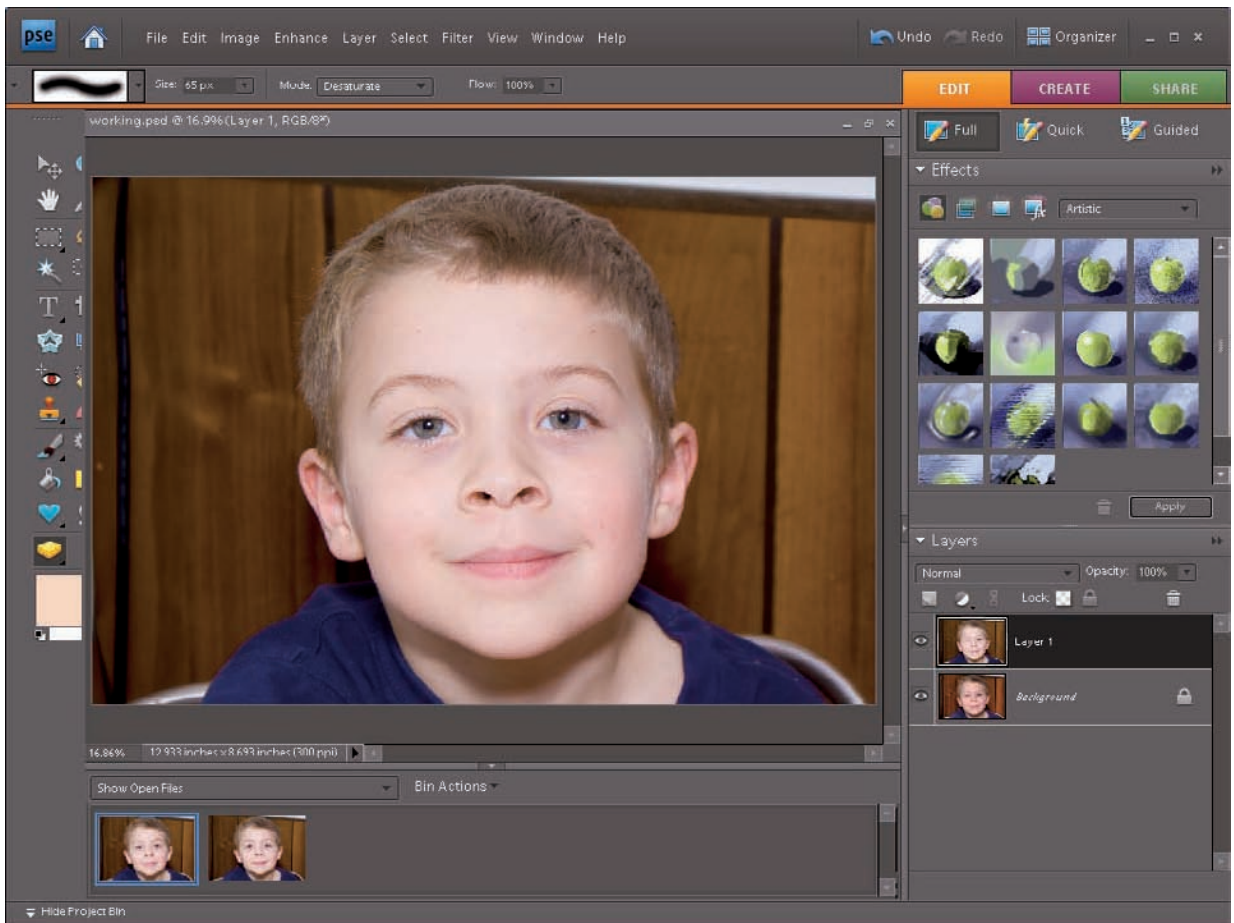 pse File Edit Image Enhance Layer Select Filter View Window Help Undo Redo Organizer
Size: 65 px Mode: Desaturate Flow: 100%
EDIT CREATE SHARE
working.psd @ 16.9% (Layer 1, RGB/8*)
Full Quick Guided
Effects
Artistic
T
Apply
Layers
Normal Opacity: 100%
Lock:
Layer 1
Background
16.86% 12.933 inches x 8.693 inches (300 ppi)
Show Open Files Bin Actions
Hide Project Bin